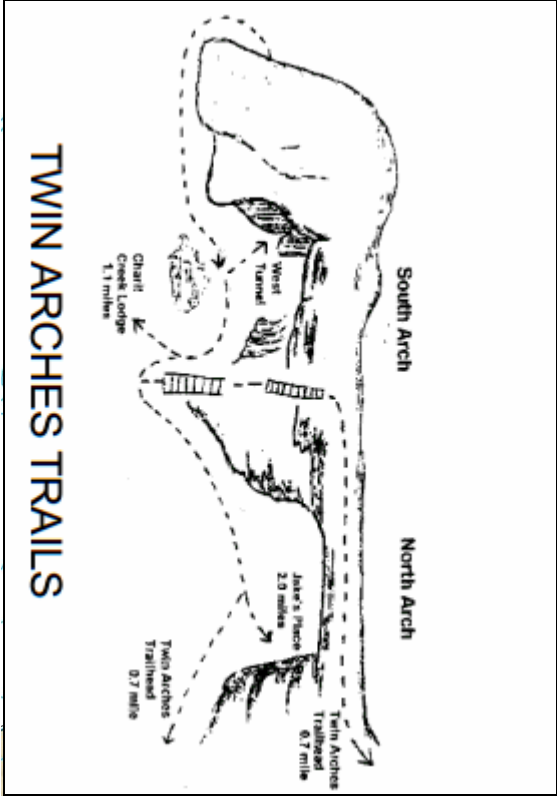 South Arch
North Arch
West
Tunnel
Charit
Creek Lodge
1.1 miles
Jake's Place
2.0 miles
Twin Arches
Trailhead
0.7 mile
Twin Arches
Trailhead
0.7 mile
TWIN ARCHES TRAILS